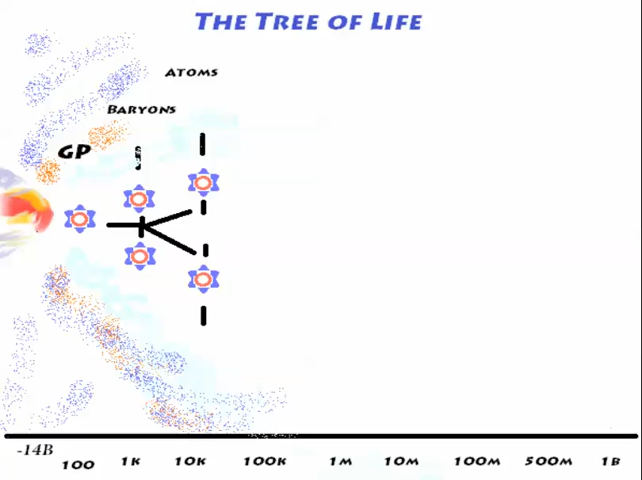 The Tree of Life
Atoms
Baryons
GP
-14B
100 1K 10K 100K 1M 10M 100M 500M 1B